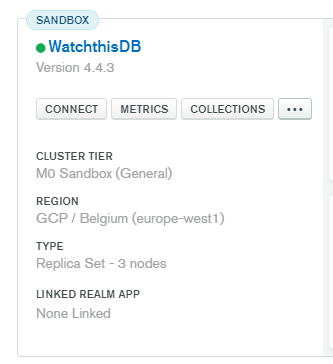 SANDBOX
WatchthisDB
Version 4.4.3
CONNECT METRICS COLLECTIONS ...
CLUSTER TIER
M0 Sandbox (General)
REGION
GCP / Belgium (europe-west1)
TYPE
Replica Set - 3 nodes
LINKED REALM APP
None Linked